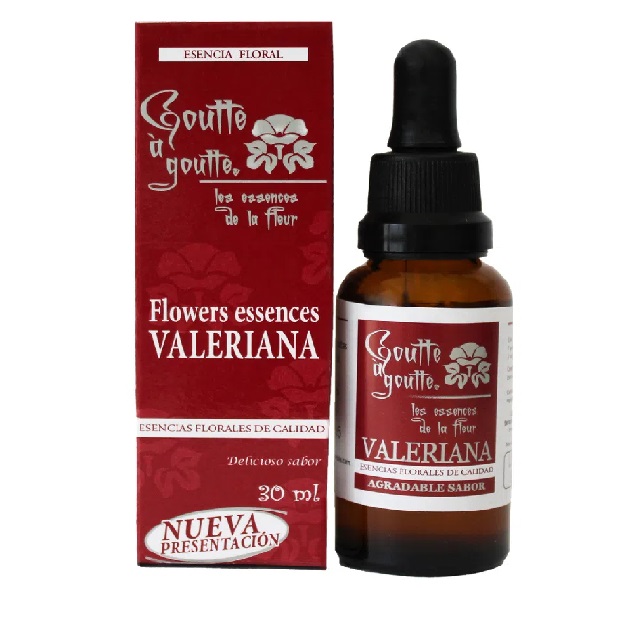 ESENCIA FLORAL
Goutte
à
goutte.
les essences
de la fleur
Flowers essences
VALERIANA
ESENCIAS FLORALES DE CALIDAD
Delicioso sabor
30 ml
NUEVA
PRESENTACIÓN
Goutte
à
goutte.
les essences
de la fleur
VALERIANA
ESENCIAS FLORALES DE CALIDAD
AGRADABLE SABOR